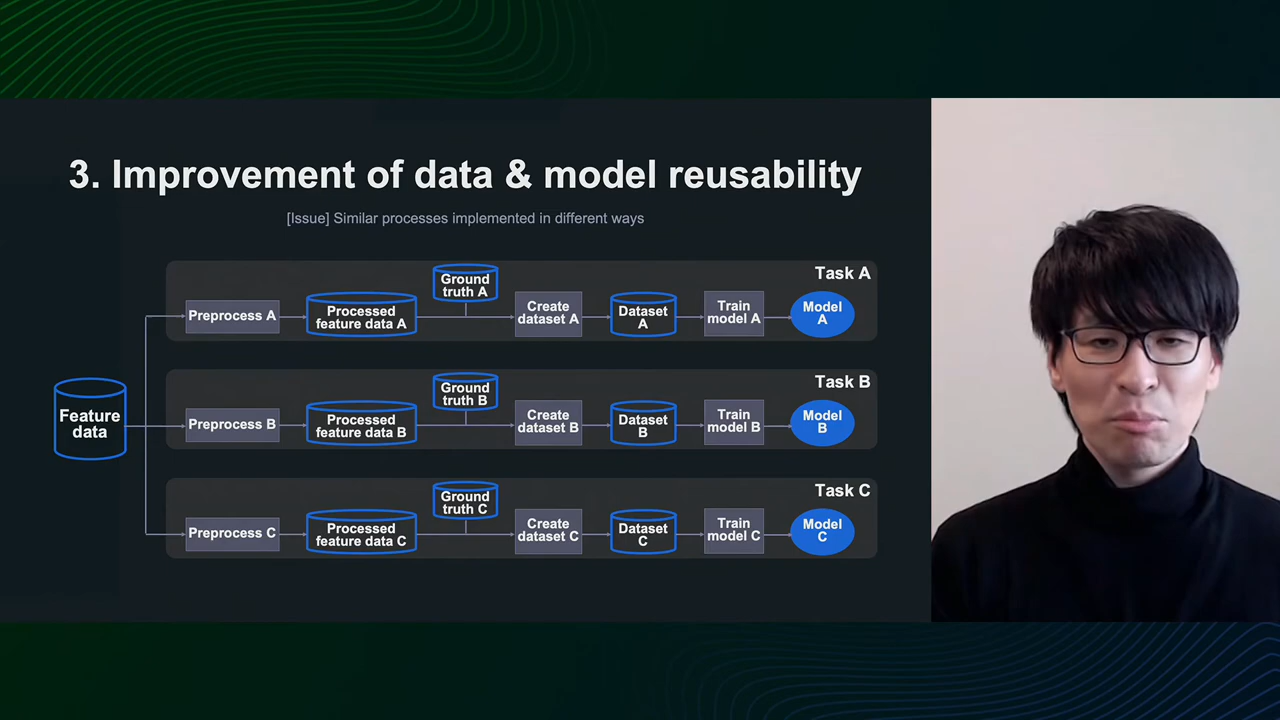 3. Improvement of data & model reusability
[Issue] Similar processes implemented in different ways
Feature
data
Task A
Preprocess A
Processed
feature data A
Ground
truth A
Create
dataset A
Dataset
A
Train
model A
Model
A
Task B
Preprocess B
Processed
feature data B
Ground
truth B
Create
dataset B
Dataset
B
Train
model B
Model
B
Task C
Preprocess C
Processed
feature data C
Ground
truth C
Create
dataset C
Dataset
C
Train
model C
Model
C